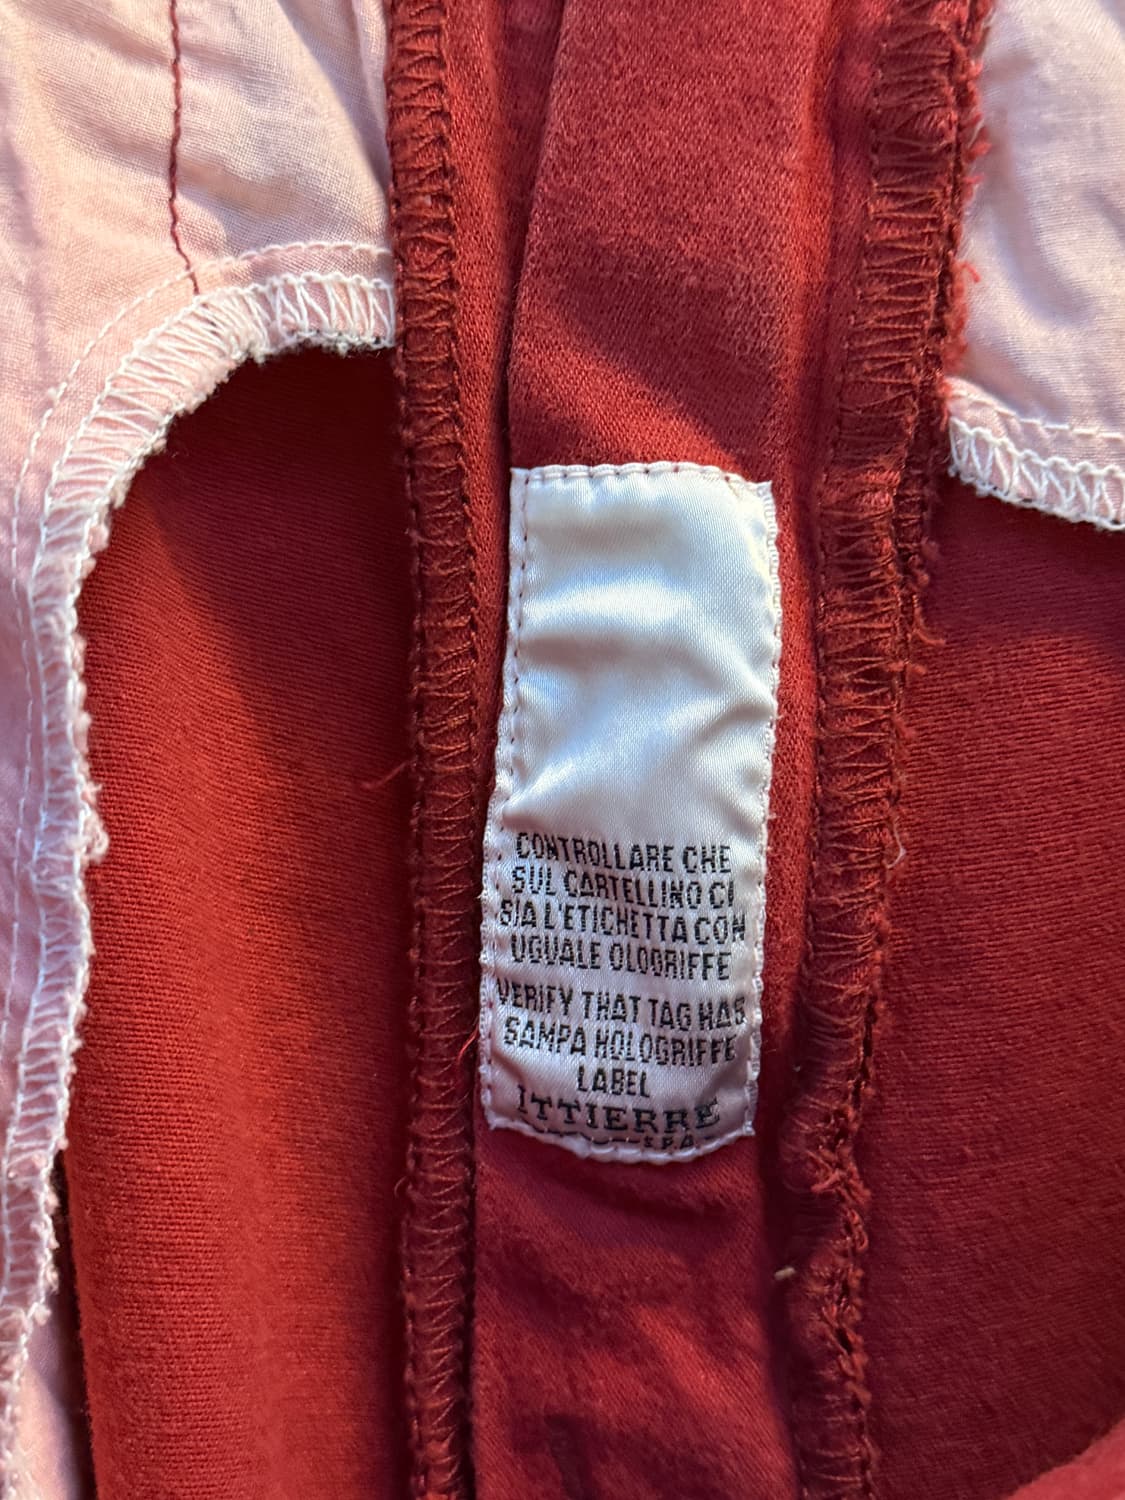 CONTROLLARE CHE
SUL CARTELLINO CI
SIA L'ETICHETTA CON
UGUALE OLOGRIFFE
VERIFY THAT TAG HAS
SAMPA HOLOGRIFFE
LABEL
ITTIERRE
S.P.A.